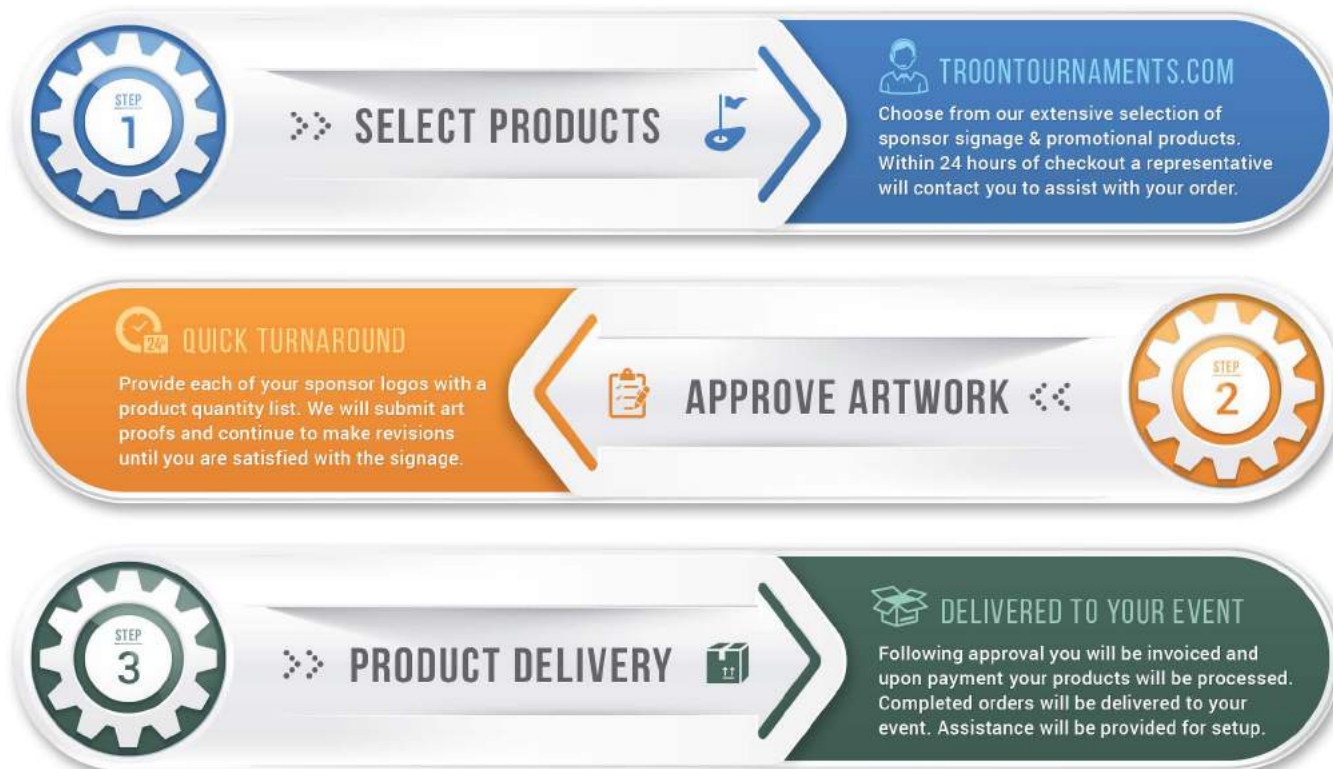 STEP
1
SELECT PRODUCTS
TROONTOURNAMENTS.COM
Choose from our extensive selection of
sponsor signage & promotional products.
Within 24 hours of checkout a representative
will contact you to assist with your order.
24
QUICK TURNAROUND
Provide each of your sponsor logos with a
product quantity list. We will submit art
proofs and continue to make revisions
until you are satisfied with the signage.
APPROVE ARTWORK
STEP
2
STEP
3
PRODUCT DELIVERY
DELIVERED TO YOUR EVENT
Following approval you will be invoiced and
upon payment your products will be processed.
Completed orders will be delivered to your
event. Assistance will be provided for setup.